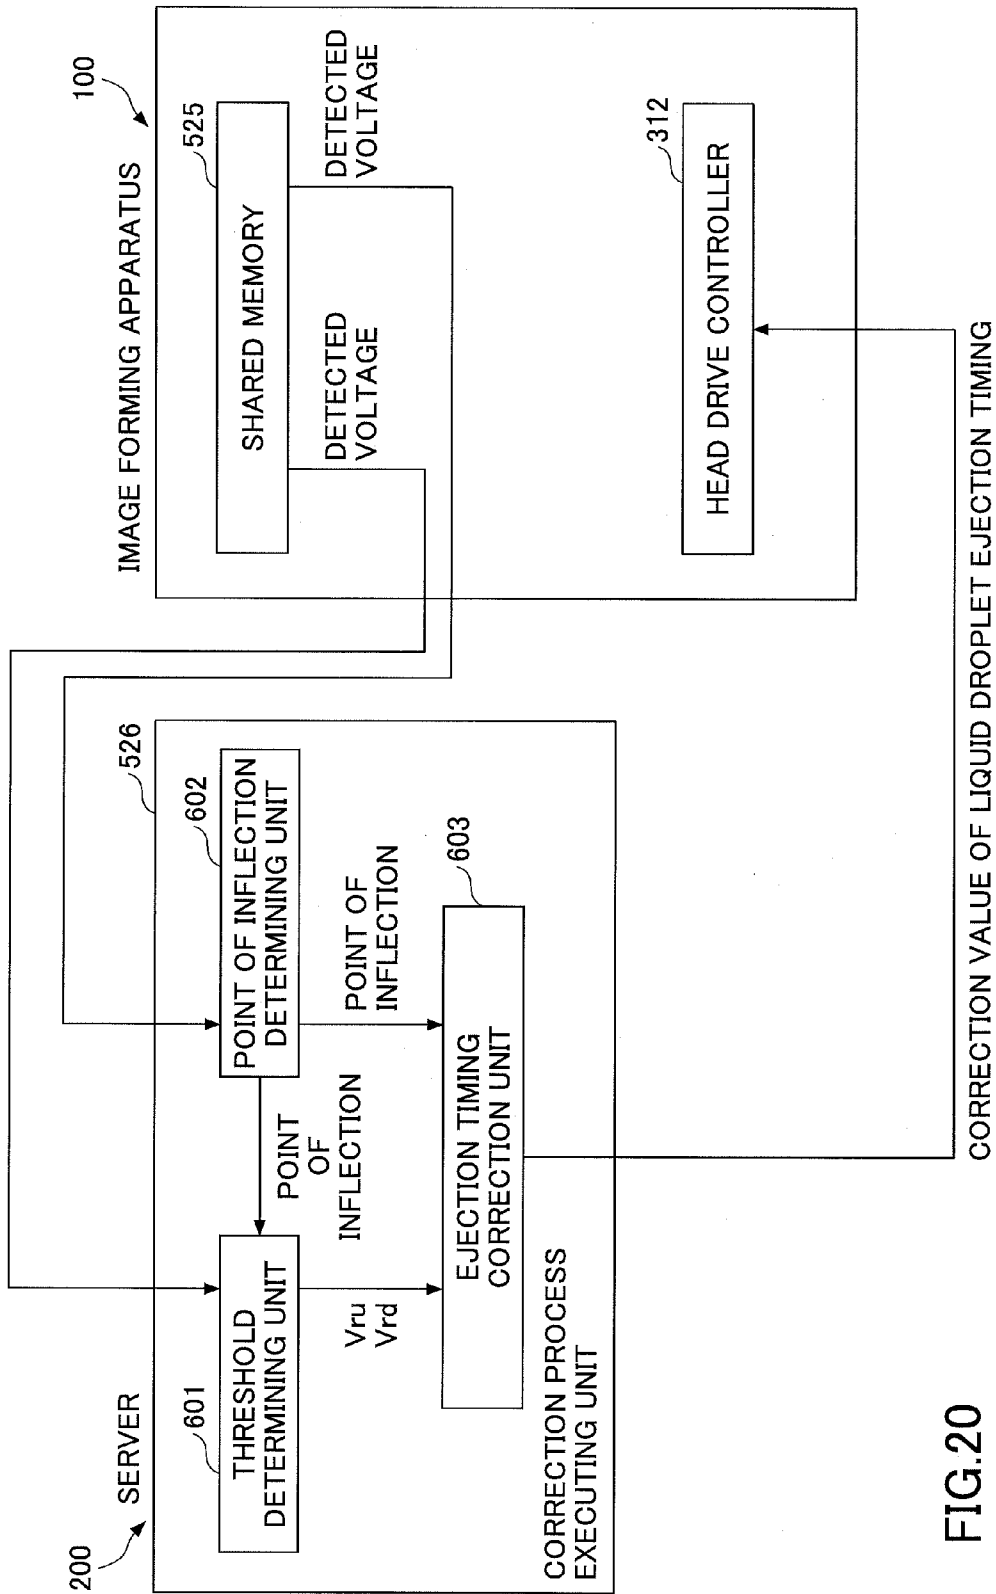 200
SERVER
526
601
THRESHOLD
DETERMINING UNIT
602
POINT OF INFLECTION
DETERMINING UNIT
POINT
OF
INFLECTION
POINT OF
INFLECTION
Vru
Vrd
603
EJECTION TIMING
CORRECTION UNIT
CORRECTION PROCESS
EXECUTING UNIT
IMAGE FORMING APPARATUS
100
525
SHARED MEMORY
DETECTED
VOLTAGE
DETECTED
VOLTAGE
312
HEAD DRIVE CONTROLLER
CORRECTION VALUE OF LIQUID DROPLET EJECTION TIMING
FIG.20